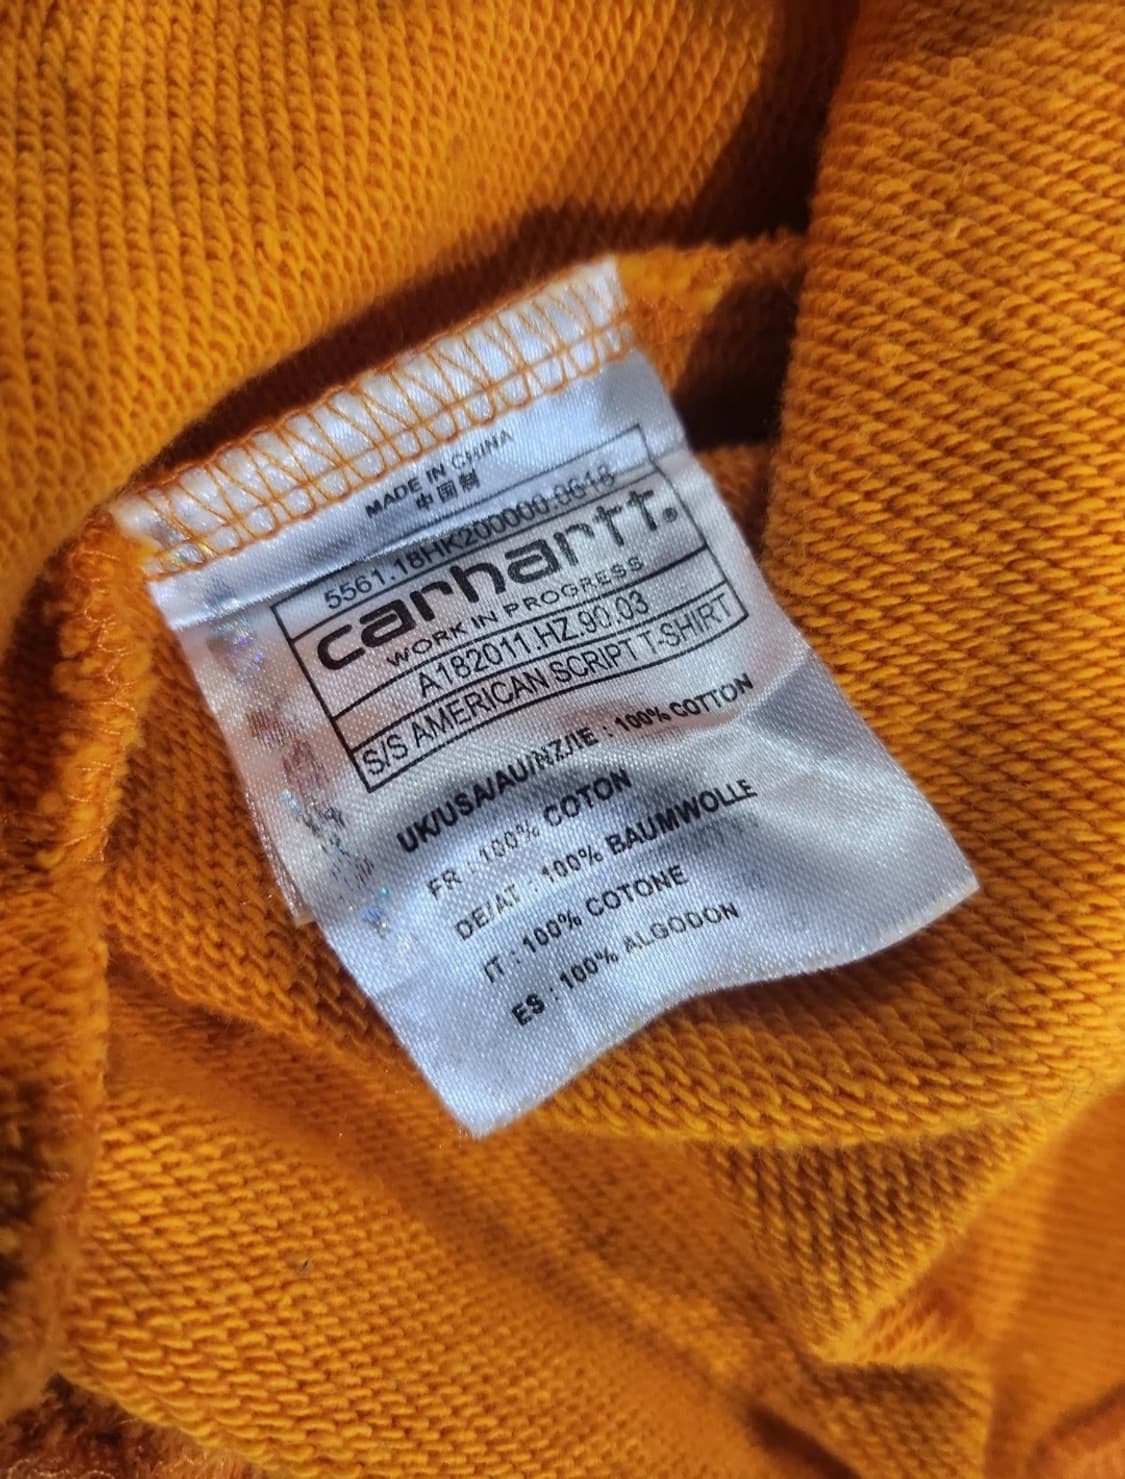 MADE IN CHINA
中国制
5561.18HK200000.0618
carhartt®
WORK IN PROGRESS
A182011.HZ.90.03
S/S AMERICAN SCRIPT T-SHIRT
UK/USA/AU/NZ/IE : 100% COTTON
FR : 100% COTON
DE/AT : 100% BAUMWOLLE
IT : 100% COTONE
ES : 100% ALGODON